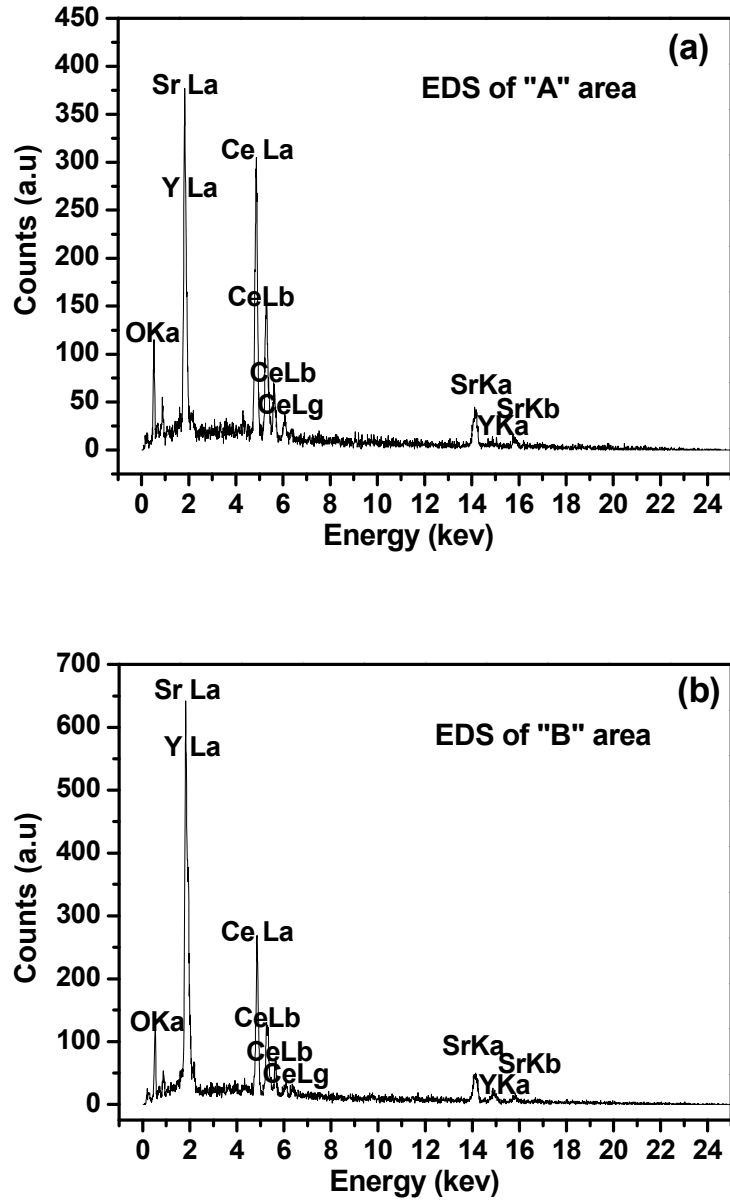 450
(a)
400
Sr La
EDS of "A" area
350
300
Ce La
Y La
250
200
CeLb
150
OKa
100
CeLb
SrKa
50
CeLg
SrKb
YKa
0
Counts (a.u)
0 2 4 6 8 10 12 14 16 18 20 22 24
Energy (kev)
700
(b)
Sr La
600
Y La
EDS of "B" area
500
400
300
Ce La
200
CeLb
OKa
100
CeLb
SrKa
CeLg
SrKb
YKa
0
Counts (a.u)
0 2 4 6 8 10 12 14 16 18 20 22 24
Energy (kev)